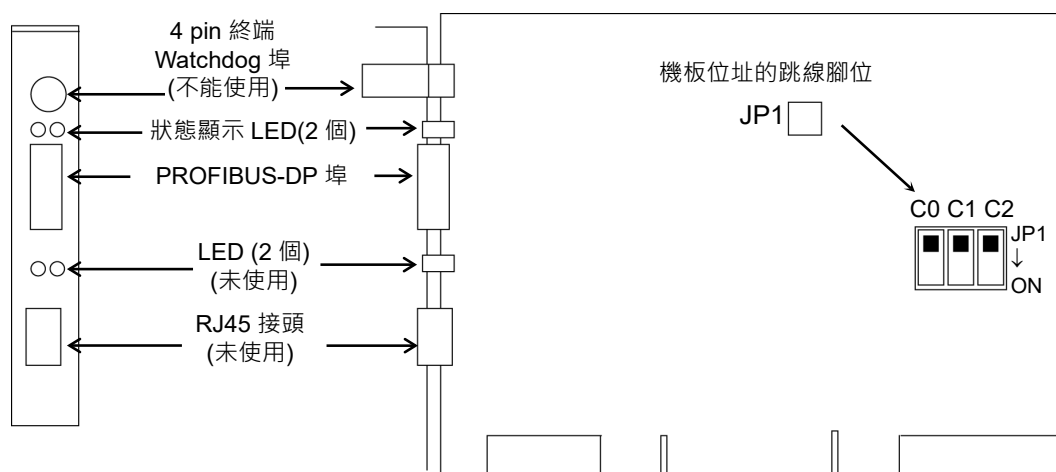 4 pin 終端
Watchdog 埠
(不能使用)
狀態顯示 LED(2 個)
PROFIBUS-DP 埠
LED (2 個)
(未使用)
RJ45 接頭
(未使用)
機板位址的跳線腳位
JP1
C0 C1 C2
JP1
↓
ON